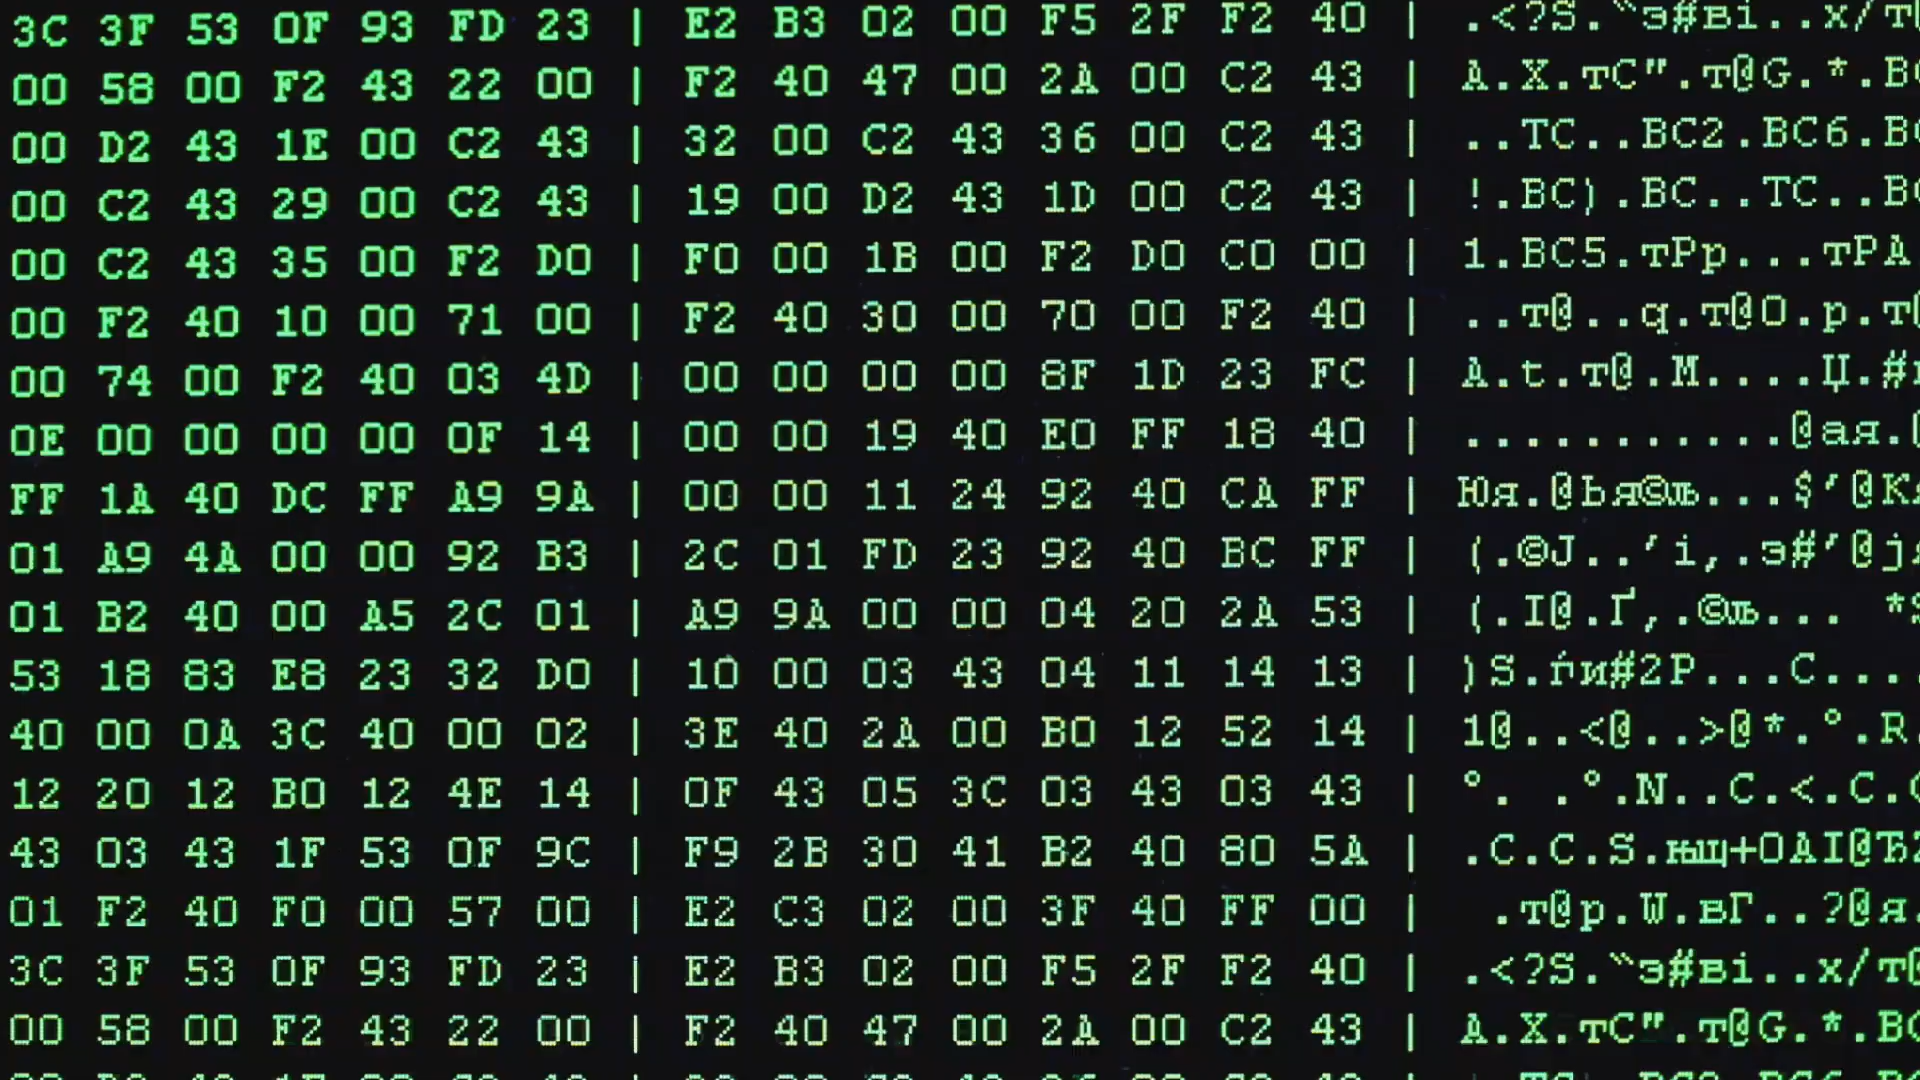 3C 3F 53 0F 93 FD 23 | E2 B3 02 00 F5 2F F2 40 | .<?S.“э#вi..x/т@
00 58 00 F2 43 22 00 | F2 40 47 00 2A 00 C2 43 | A.X.тC".т@G.*.BC
00 D2 43 1E 00 C2 43 | 32 00 C2 43 36 00 C2 43 | ..TC..BC2.BC6.BC
00 C2 43 29 00 C2 43 | 19 00 D2 43 1D 00 C2 43 | !.BC).BC..TC..BC
00 C2 43 35 00 F2 D0 | F0 00 1B 00 F2 D0 C0 00 | 1.BC5.тPp...тPA
00 F2 40 10 00 71 00 | F2 40 30 00 70 00 F2 40 | ..т@..q.т@0.p.т@
00 74 00 F2 40 03 4D | 00 00 00 00 8F 1D 23 FC | A.t.т@.M....Џ.#
0E 00 00 00 00 0F 14 | 00 00 19 40 E0 FF 18 40 | ...........@ая.
FF 1A 40 DC FF A9 9A | 00 00 11 24 92 40 CA FF | Юя.@Ья©љ...$’@К
01 A9 4A 00 00 92 B3 | 2C 01 FD 23 92 40 BC FF | (.©J..’i,.э#’@j
01 B2 40 00 A5 2C 01 | A9 9A 00 00 04 20 2A 53 | (.I@.Ґ,.©љ... *S
53 18 83 E8 23 32 D0 | 10 00 03 43 04 11 14 13 | )S.ѓи#2P...C....
40 00 0A 3C 40 00 02 | 3E 40 2A 00 B0 12 52 14 | 1@..<@..>@*.°.R.
12 20 12 B0 12 4E 14 | 0F 43 05 3C 03 43 03 43 | °. .°.N..C.<.C.C
43 03 43 1F 53 0F 9C | F9 2B 30 41 B2 40 80 5A | .C.C.S.њщ+0AI@ЂZ
01 F2 40 F0 00 57 00 | E2 C3 02 00 3F 40 FF 00 | .т@p.W.вГ..?@я.
3C 3F 53 0F 93 FD 23 | E2 B3 02 00 F5 2F F2 40 | .<?S.“э#вi..x/т@
00 58 00 F2 43 22 00 | F2 40 47 00 2A 00 C2 43 | A.X.тC".т@G.*.BC